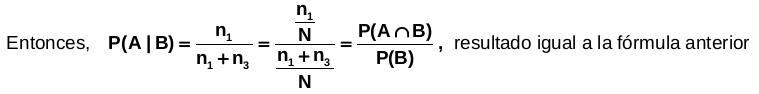 Entonces, P(A | B) = n₁ / (n₁ + n₃) = (n₁ / N) / ((n₁ + n₃) / N) = P(A ∩ B) / P(B) , resultado igual a la fórmula anterior